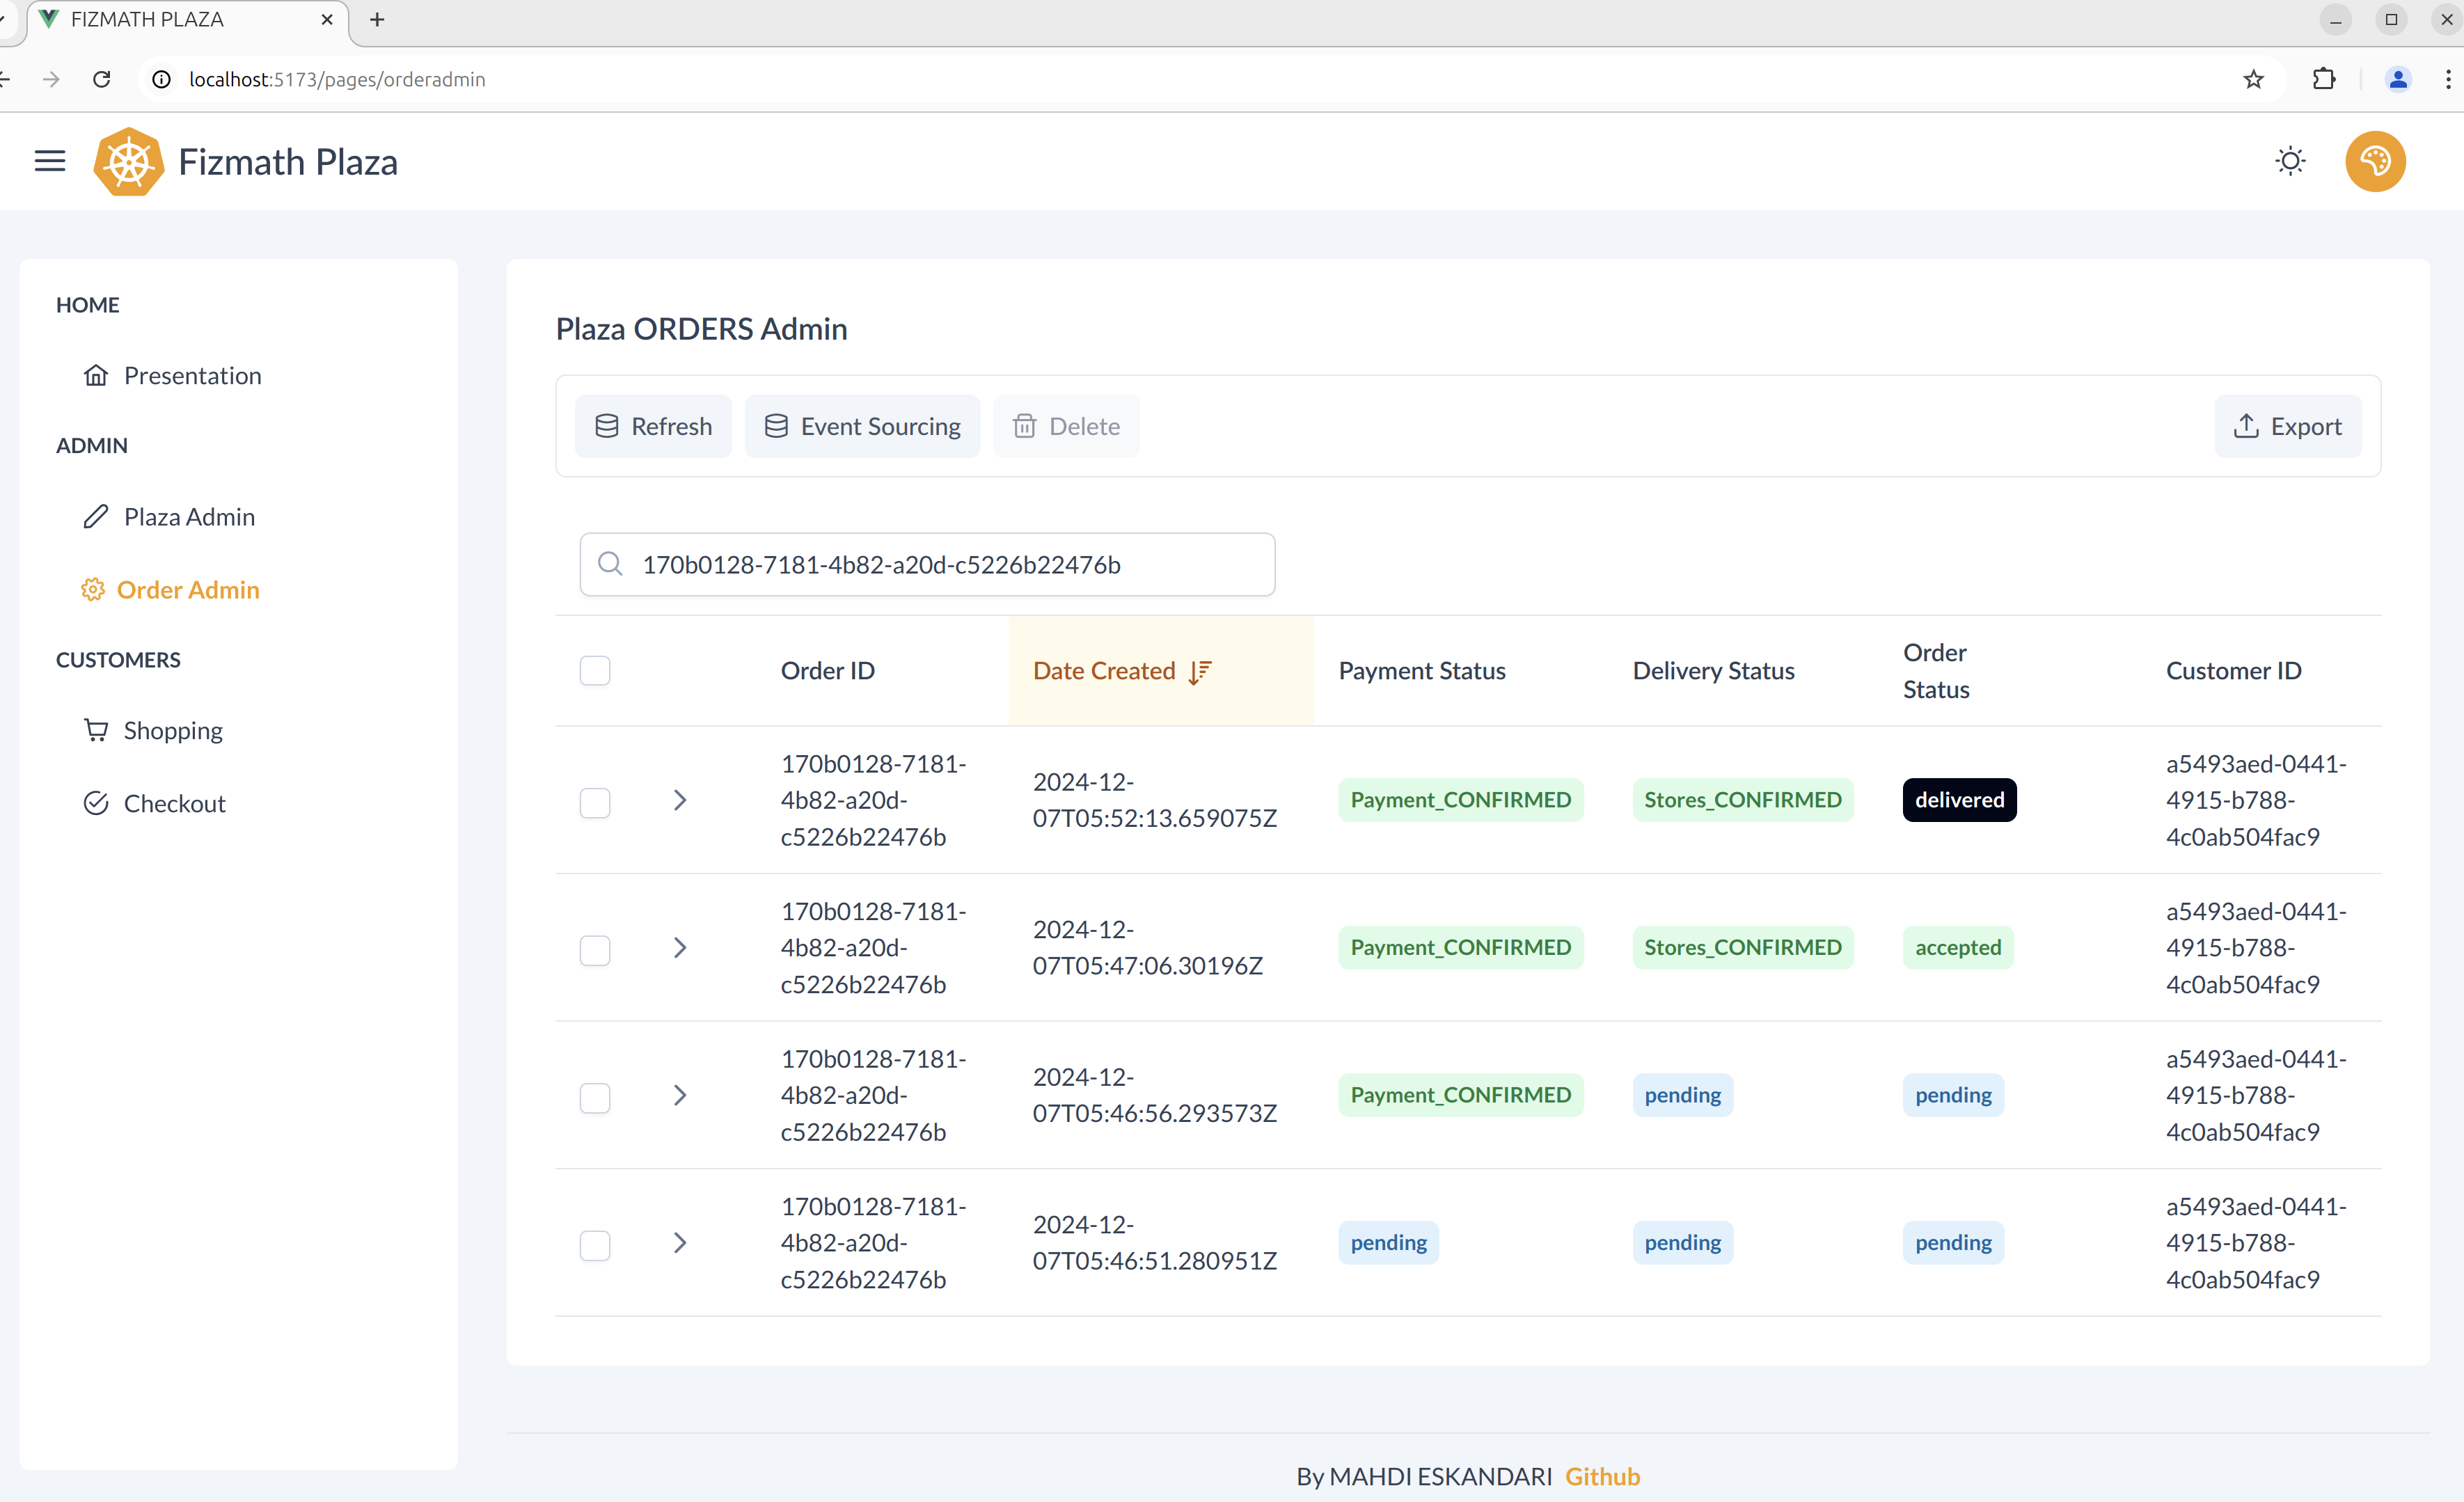 FIZMATH PLAZA
localhost:5173/pages/orderadmin
Fizmath Plaza
HOME
Presentation
ADMIN
Plaza Admin
Order Admin
CUSTOMERS
Shopping
Checkout
Plaza ORDERS Admin
Refresh
Event Sourcing
Delete
Export
170b0128-7181-4b82-a20d-c5226b22476b
Order ID
Date Created
Payment Status
Delivery Status
Order
Status
Customer ID
170b0128-7181-
4b82-a20d-
c5226b22476b
2024-12-
07T05:52:13.659075Z
Payment_CONFIRMED
Stores_CONFIRMED
delivered
a5493aed-0441-
4915-b788-
4c0ab504fac9
170b0128-7181-
4b82-a20d-
c5226b22476b
2024-12-
07T05:47:06.30196Z
Payment_CONFIRMED
Stores_CONFIRMED
accepted
a5493aed-0441-
4915-b788-
4c0ab504fac9
170b0128-7181-
4b82-a20d-
c5226b22476b
2024-12-
07T05:46:56.293573Z
Payment_CONFIRMED
pending
pending
a5493aed-0441-
4915-b788-
4c0ab504fac9
170b0128-7181-
4b82-a20d-
c5226b22476b
2024-12-
07T05:46:51.280951Z
pending
pending
pending
a5493aed-0441-
4915-b788-
4c0ab504fac9
By MAHDI ESKANDARI Github